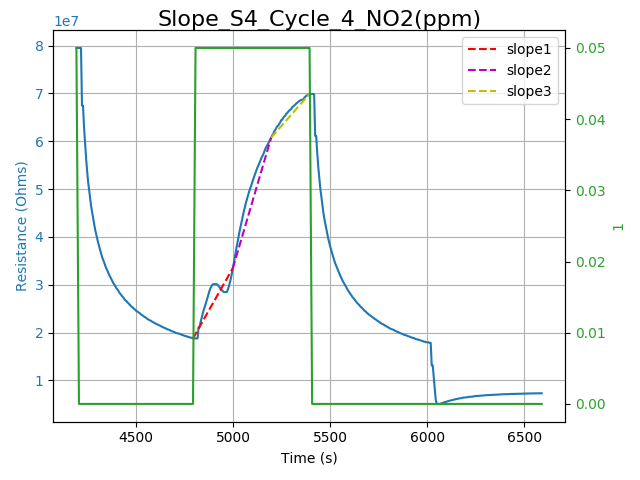 Slope_S4_Cycle_4_NO2(ppm)
1e7
8
7
6
5
4
3
2
1
Resistance (Ohms)
slope1
slope2
slope3
0.05
0.04
0.03
0.02
0.01
0.00
1
4500 5000 5500 6000 6500
Time (s)